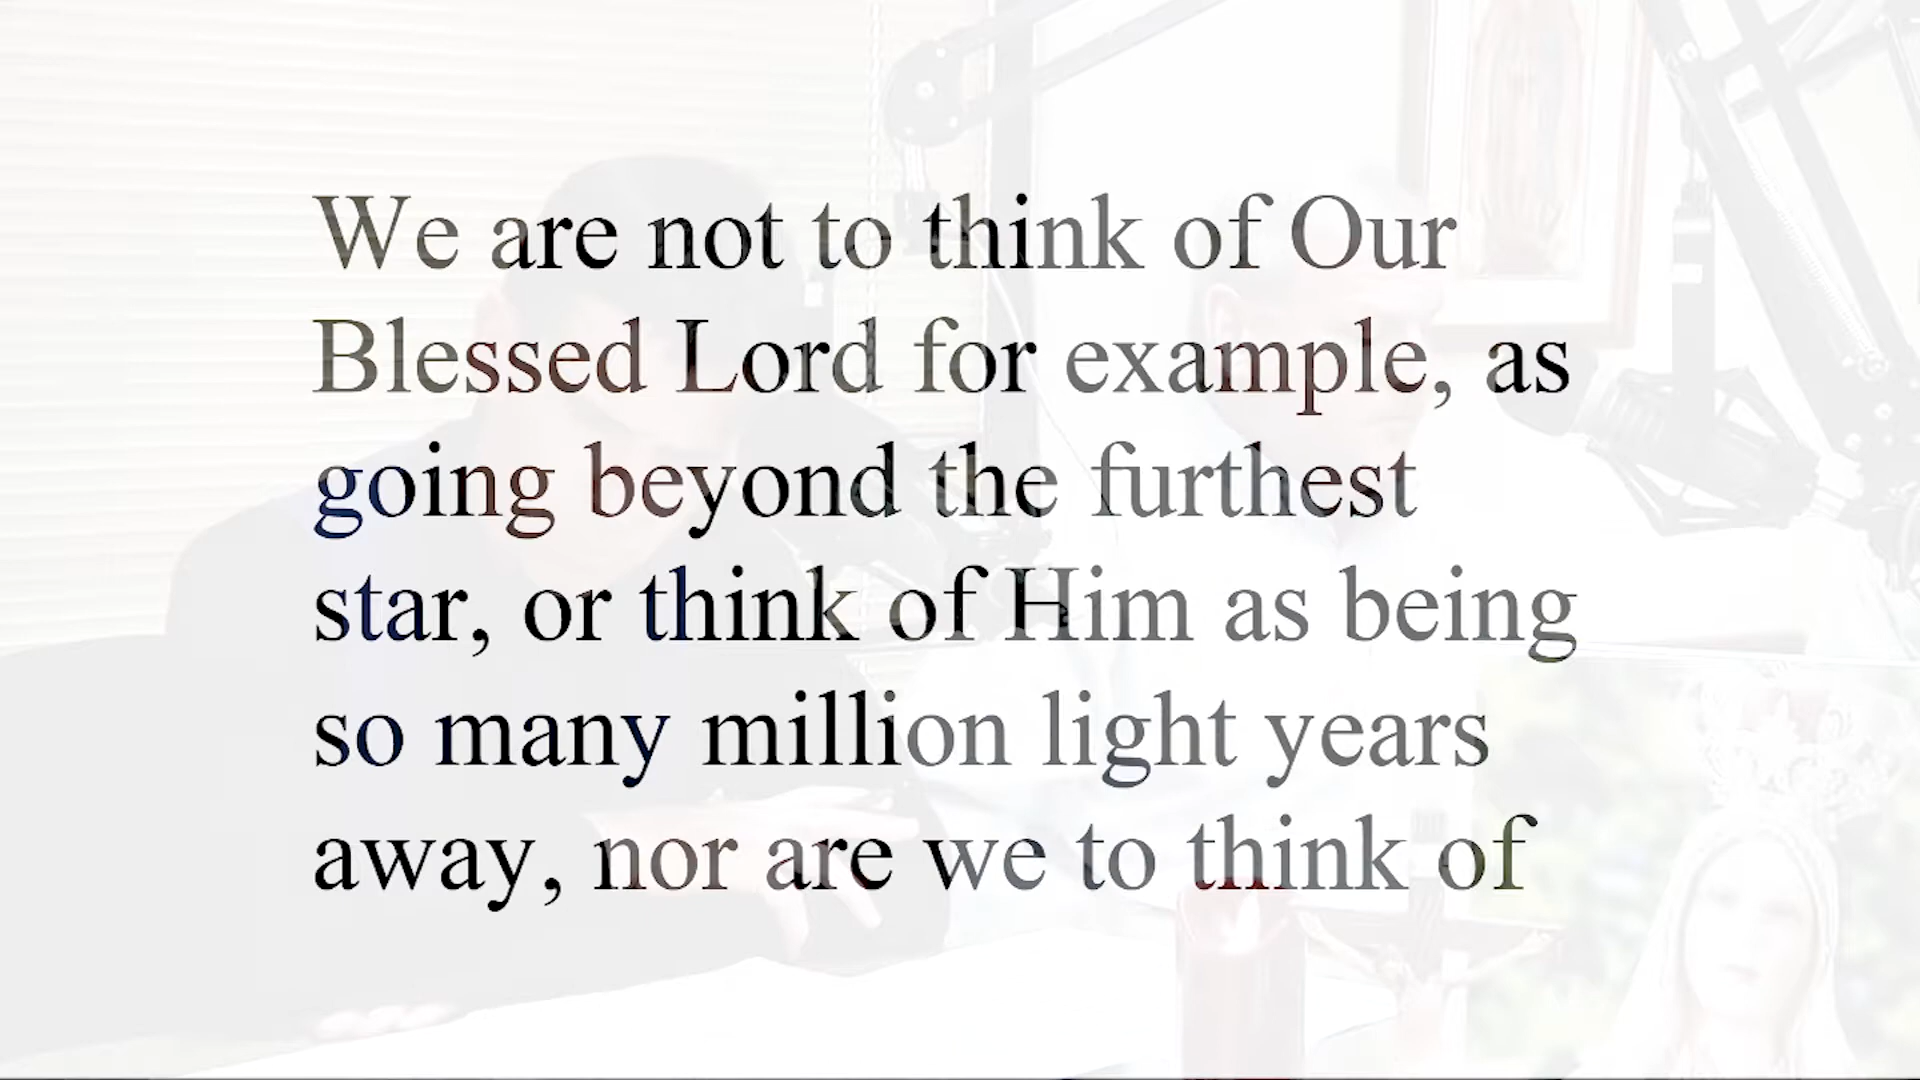 We are not to think of Our
Blessed Lord for example, as
going beyond the furthest
star, or think of Him as being
so many million light years
away, nor are we to think of